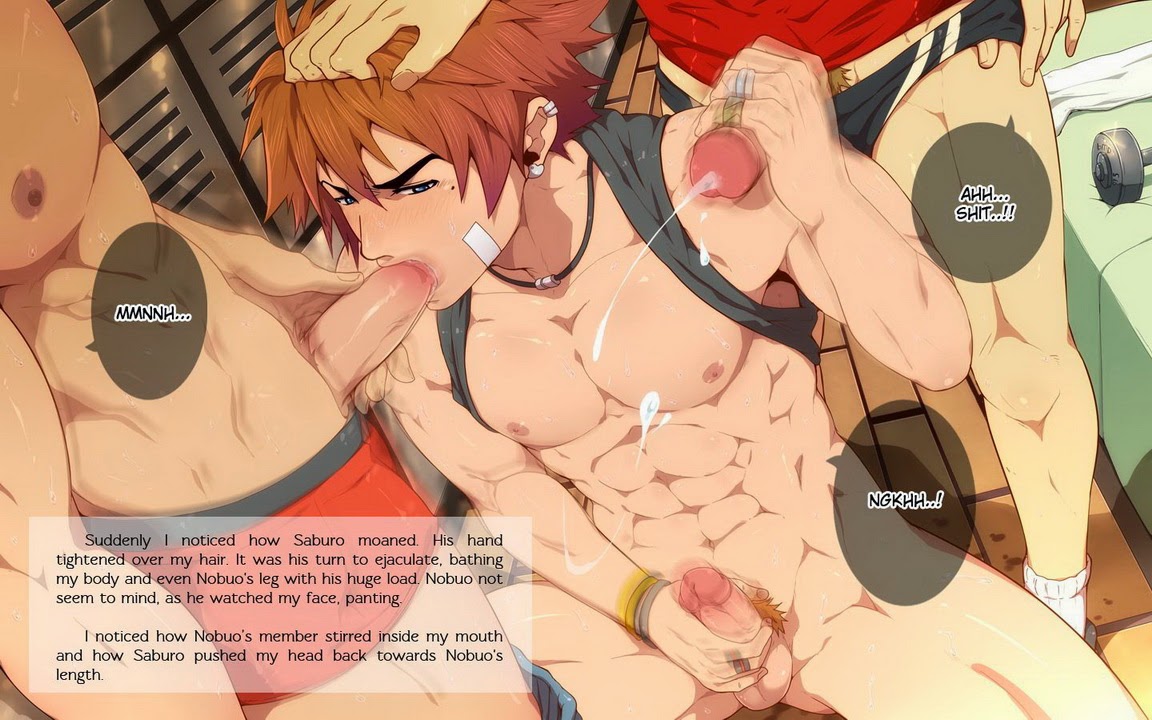 AHH...
SHIT..!!
MMNNH...
NGKHH..!
Suddenly I noticed how Saburo moaned. His hand
tightened over my hair. It was his turn to ejaculate, bathing
my body and even Nobuo's leg with his huge load. Nobuo not
seem to mind, as he watched my face, panting.
I noticed how Nobuo's member stirred inside my mouth
and how Saburo pushed my head back towards Nobuo's
length.